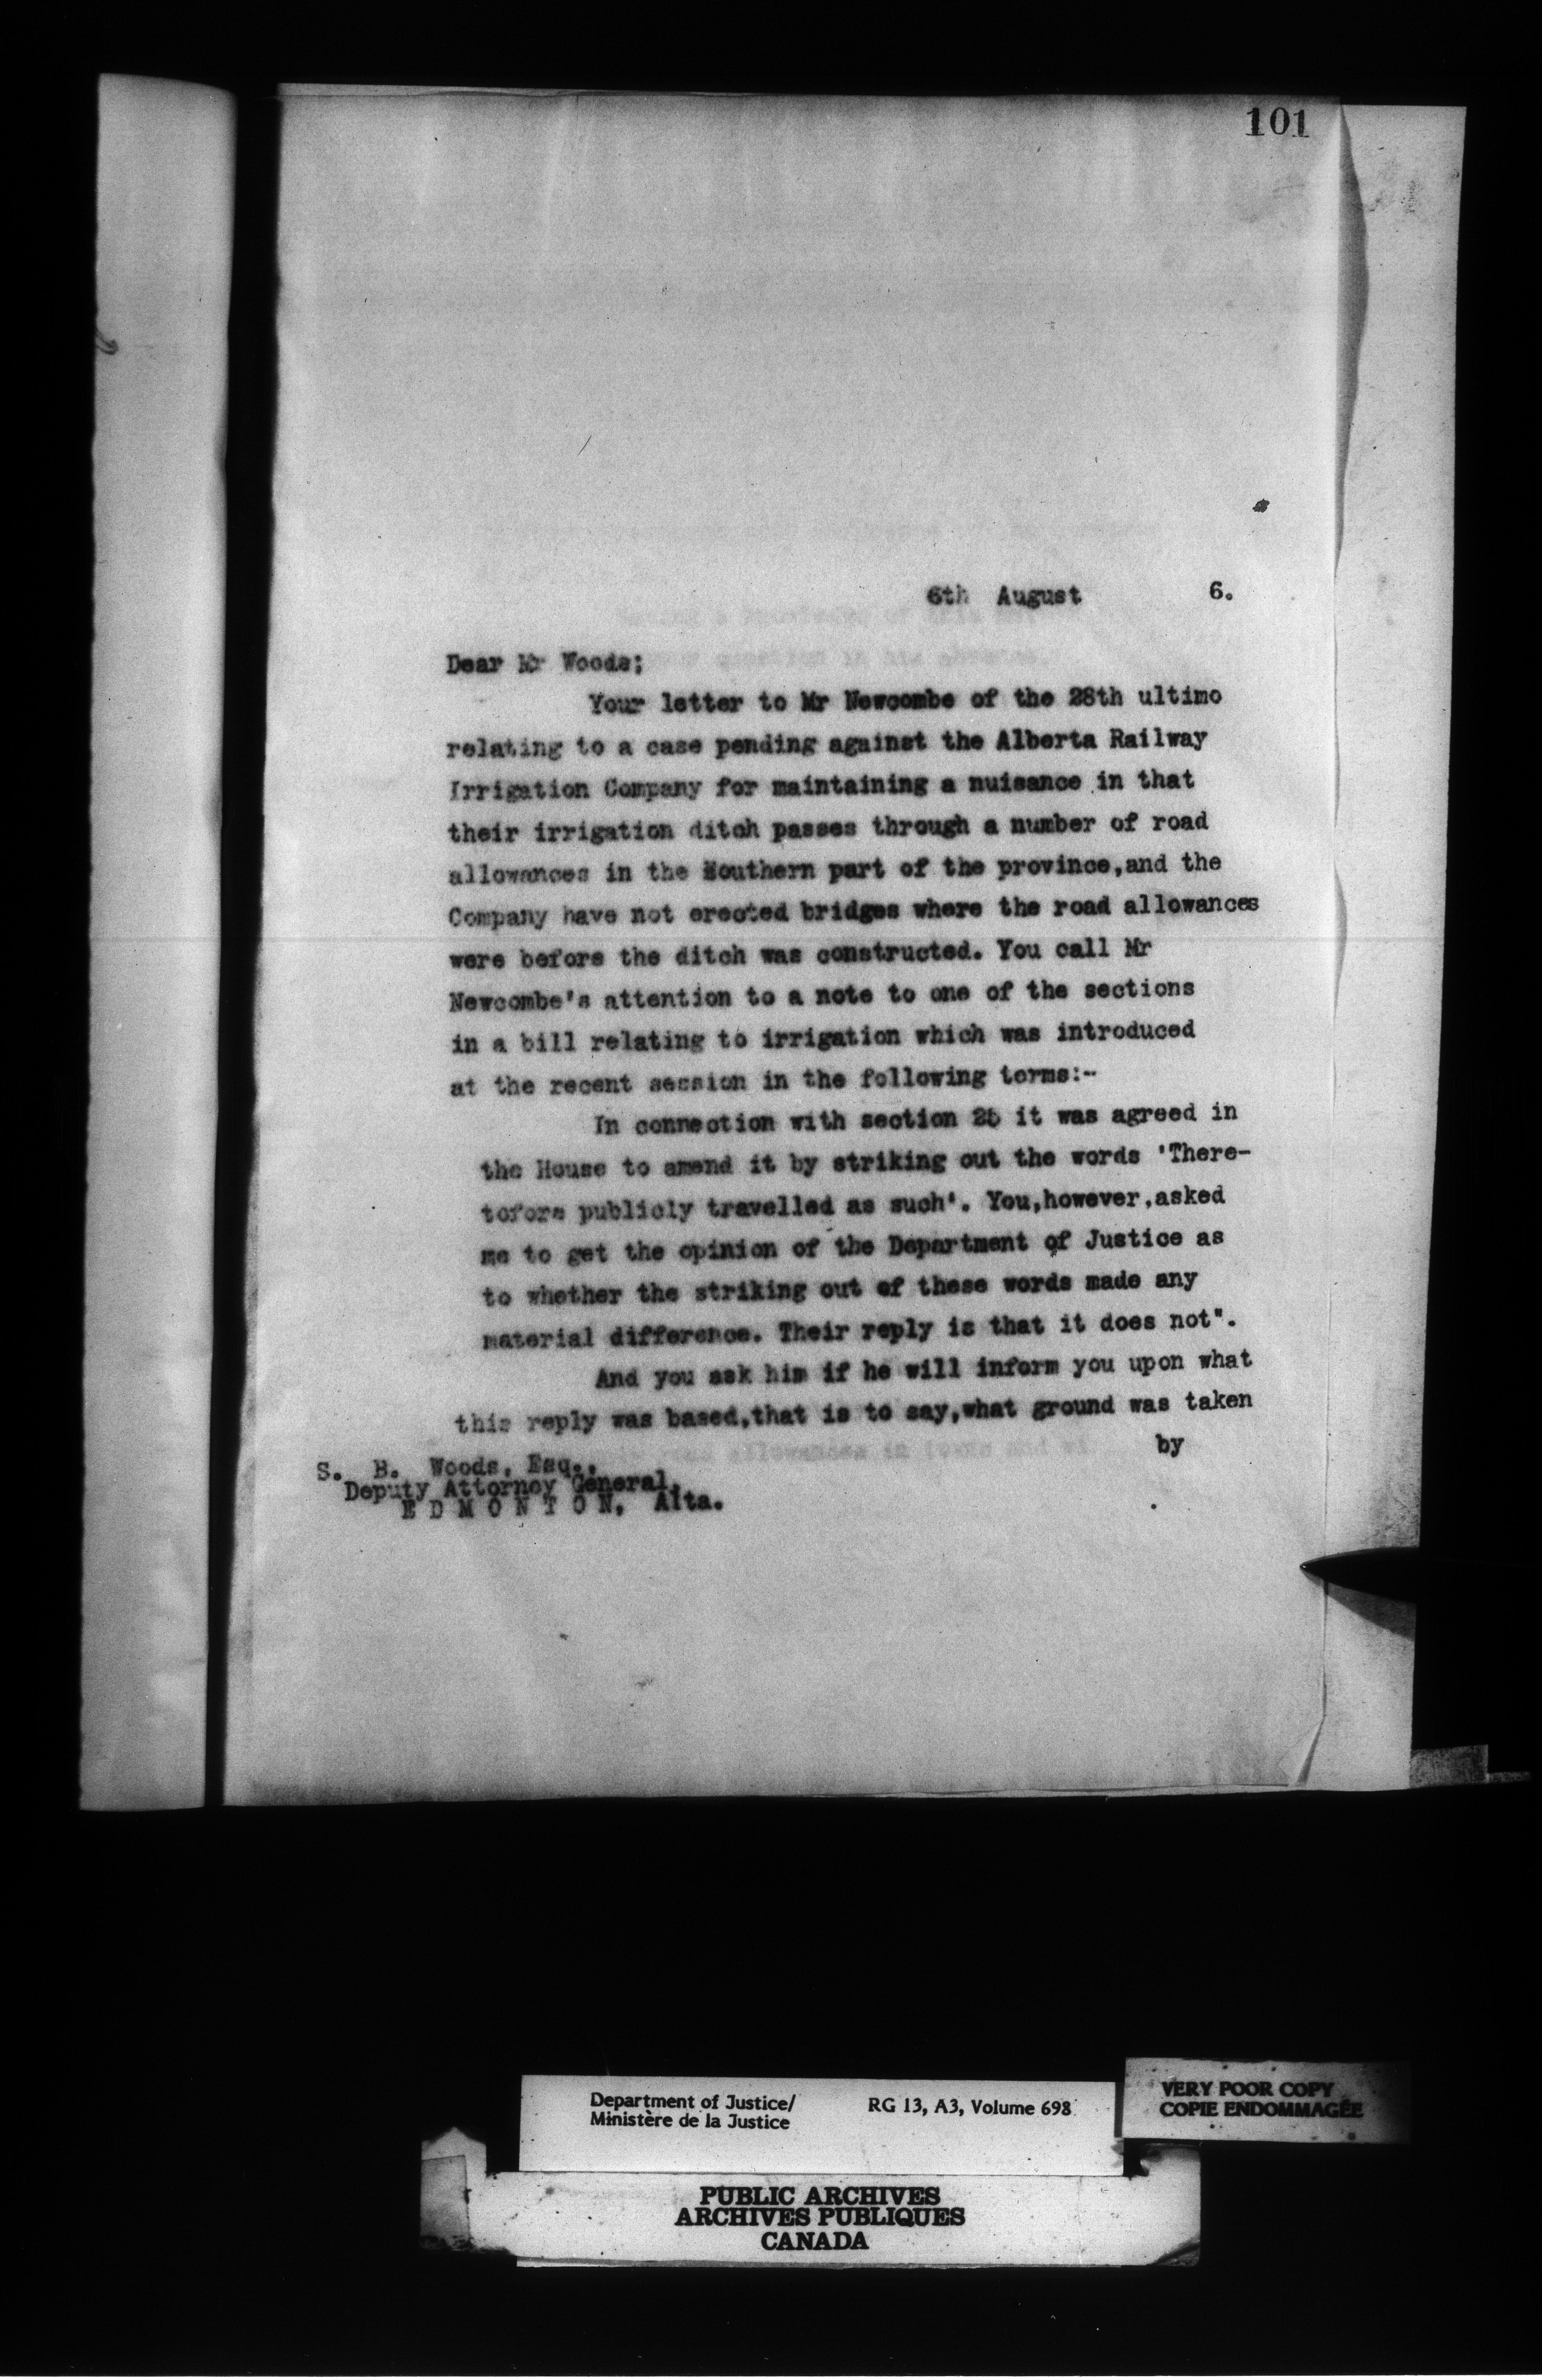 101
6th August 6.
Dear Mr Woods;
Your letter to Mr Newcombe of the 28th ultimo
relating to a case pending against the Alberta Railway
Irrigation Company for maintaining a nuisance in that
their irrigation ditch passes through a number of road
allowances in the Southern part of the province,and the
Company have not erected bridges where the road allowances
were before the ditch was constructed. You call Mr
Newcombe's attention to a note to one of the sections
in a bill relating to irrigation which was introduced
at the recent session in the following terms:-
In connection with section 25 it was agreed in
the House to amend it by striking out the words 'There-
tofore publicly travelled as such'. You,however,asked
me to get the opinion of the Department of Justice as
to whether the striking out of these words made any
material difference. Their reply is that it does not".
And you ask him if he will inform you upon what
this reply was based,that is to say,what ground was taken
by
S. B. Woods, Esq.,
Deputy Attorney General,
E D M O N T O N, Alta.
Department of Justice/ RG 13, A3, Volume 698
Ministère de la Justice
VERY POOR COPY
COPIE ENDOMMAGÉE
PUBLIC ARCHIVES
ARCHIVES PUBLIQUES
CANADA